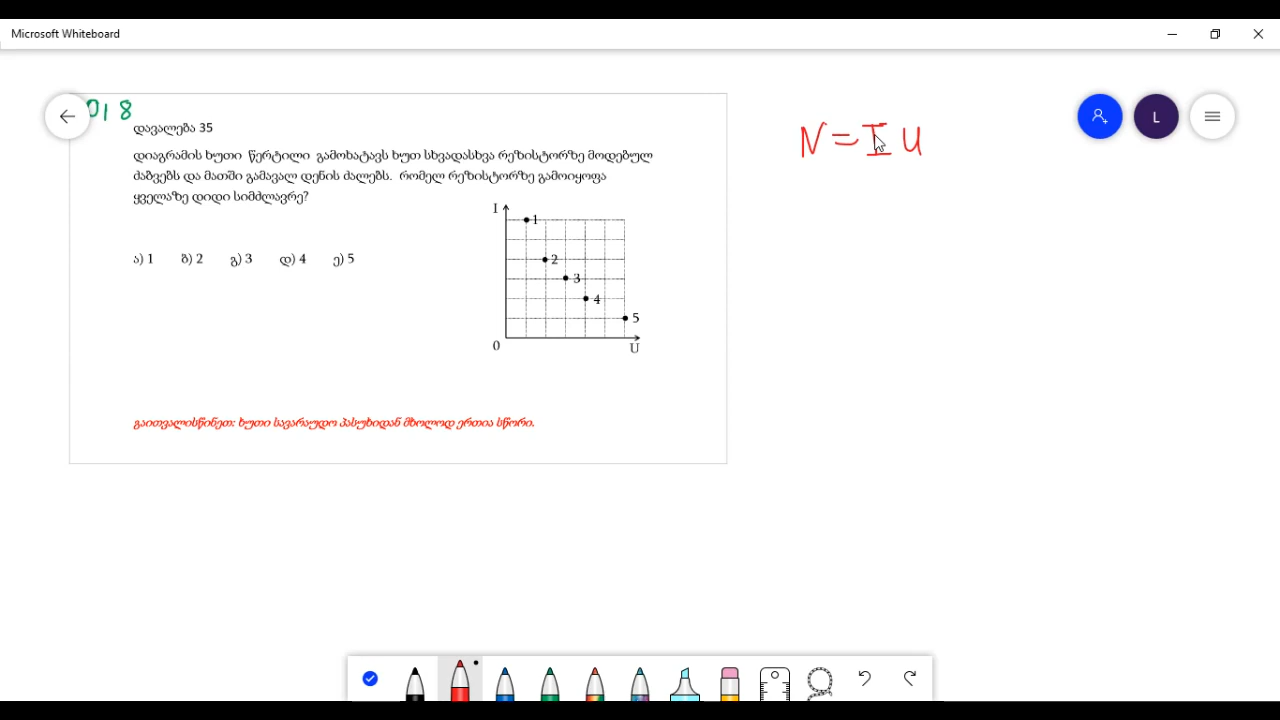 Microsoft Whiteboard
018
დავალება 35
დიაგრამის ხუთი წერტილი გამოხატავს ხუთ სხვადასხვა რეზისტორზე მოდებულ
ძაბვებს და მათში გამავალ დენის ძალებს. რომელ რეზისტორზე გამოიყოფა
ყველაზე დიდი სიმძლავრე?
N = I U
L
ა) 1 ბ) 2 გ) 3 დ) 4 ე) 5
I
1
2
3
4
5
0
U
გაითვალისწინეთ: ხუთი სავარაუდო პასუხიდან მხოლოდ ერთია სწორი.